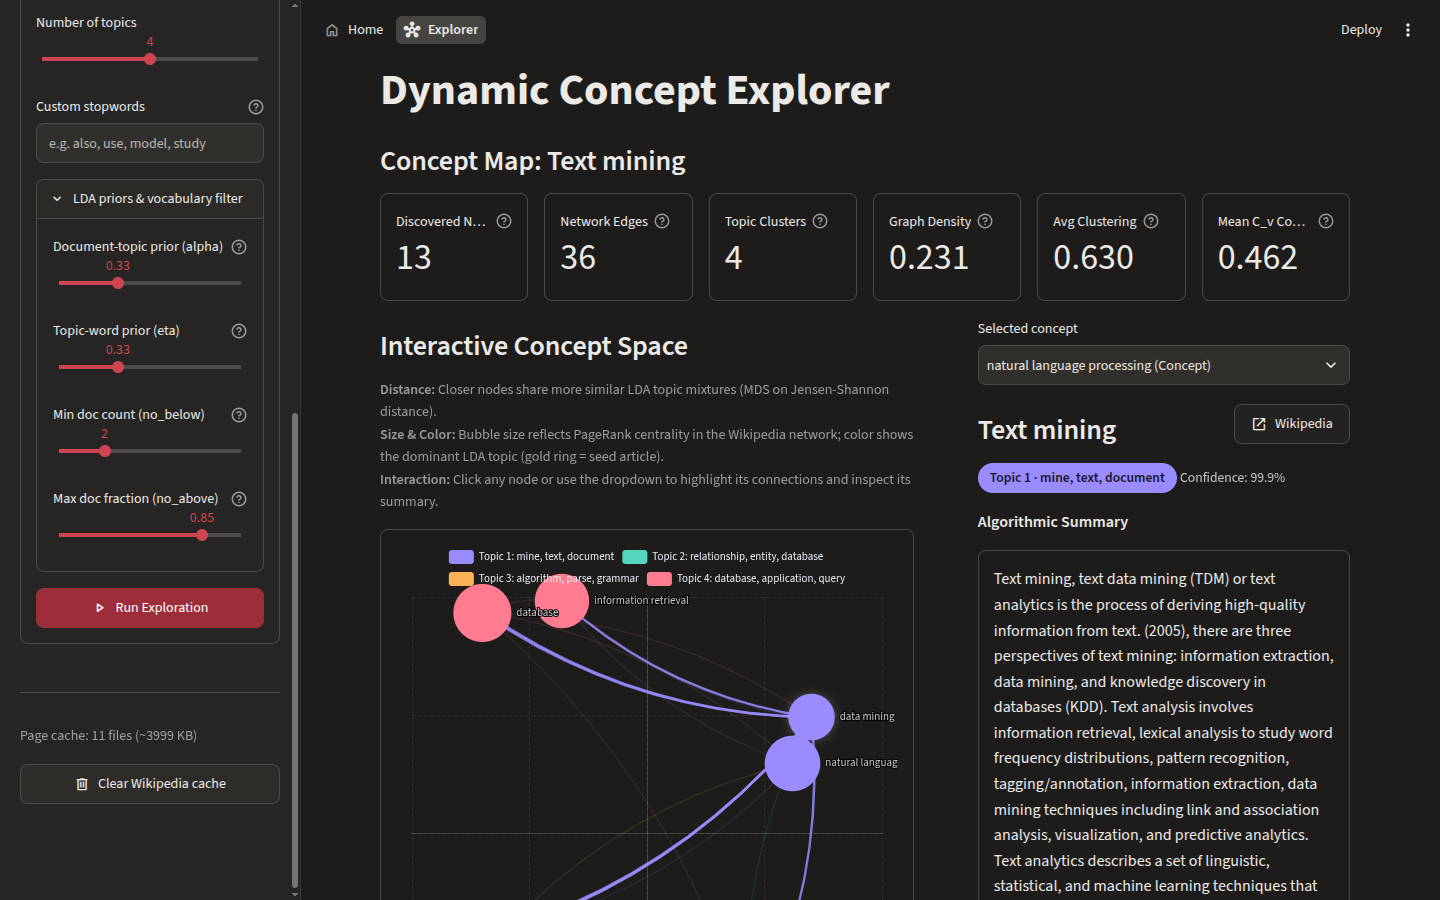 Number of topics
4
Custom stopwords
e.g. also, use, model, study
LDA priors & vocabulary filter
Document-topic prior (alpha)
0.33
Topic-word prior (eta)
0.33
Min doc count (no_below)
2
Max doc fraction (no_above)
0.85
Run Exploration
Page cache: 11 files (~3999 KB)
Clear Wikipedia cache
Home
Explorer
Deploy
Dynamic Concept Explorer
Concept Map: Text mining
Discovered N...
13
Network Edges
36
Topic Clusters
4
Graph Density
0.231
Avg Clustering
0.630
Mean C_v Co...
0.462
Interactive Concept Space
Distance: Closer nodes share more similar LDA topic mixtures (MDS on Jensen-Shannon
distance).
Size & Color: Bubble size reflects PageRank centrality in the Wikipedia network; color shows
the dominant LDA topic (gold ring = seed article).
Interaction: Click any node or use the dropdown to highlight its connections and inspect its
summary.
Topic 1: mine, text, document
Topic 2: relationship, entity, database
Topic 3: algorithm, parse, grammar
Topic 4: database, application, query
database
information retrieval
data mining
natural languag
Selected concept
natural language processing (Concept)
Text mining
Wikipedia
Topic 1 · mine, text, document
Confidence: 99.9%
Algorithmic Summary
Text mining, text data mining (TDM) or text
analytics is the process of deriving high-quality
information from text. (2005), there are three
perspectives of text mining: information extraction,
data mining, and knowledge discovery in
databases (KDD). Text analysis involves
information retrieval, lexical analysis to study word
frequency distributions, pattern recognition,
tagging/annotation, information extraction, data
mining techniques including link and association
analysis, visualization, and predictive analytics.
Text analytics describes a set of linguistic,
statistical, and machine learning techniques that